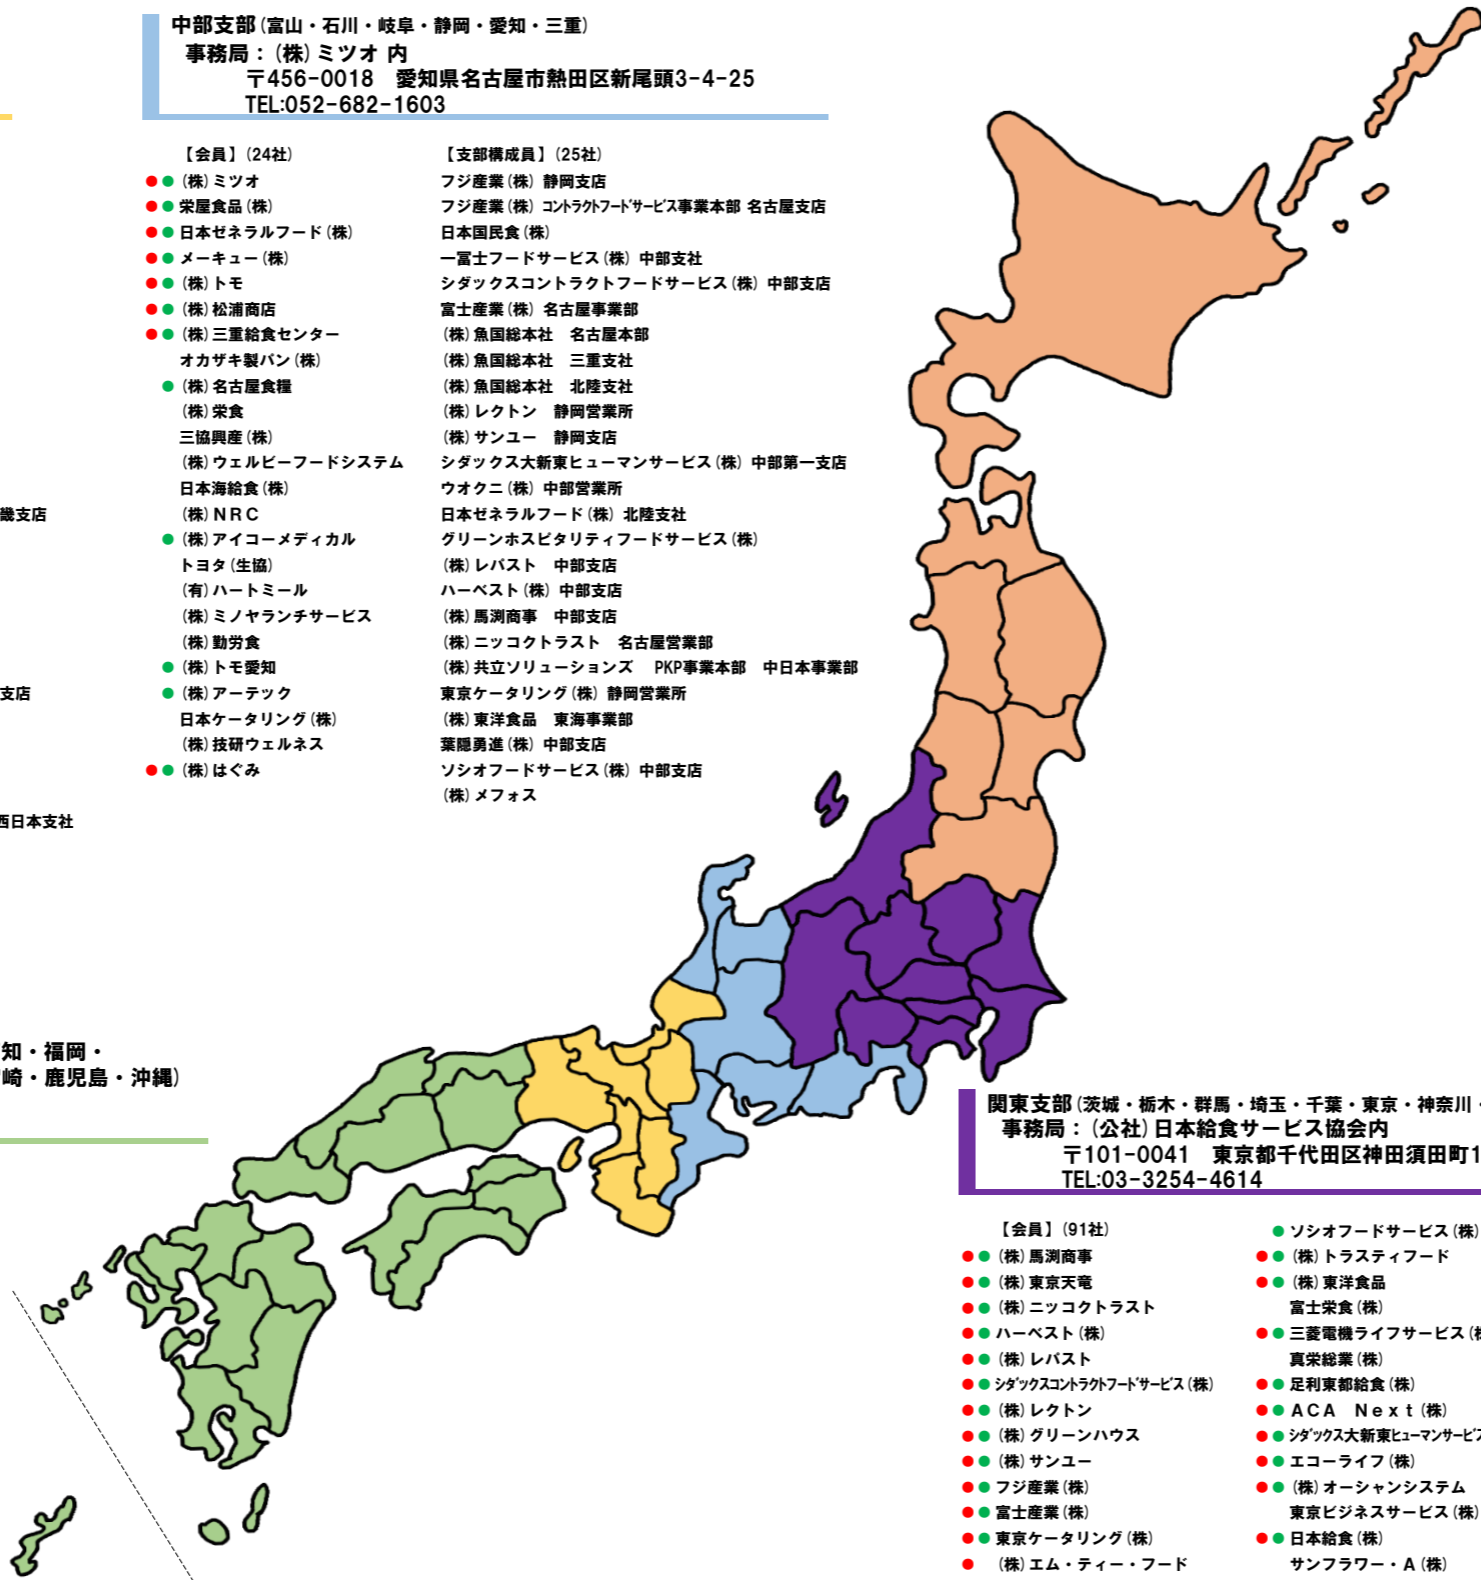 中部支部(富山・石川・岐阜・静岡・愛知・三重)
事務局：(株)ミツオ 内
〒456-0018　愛知県名古屋市熱田区新尾頭3-4-25
TEL:052-682-1603
【会員】(24社)
(株)ミツオ
栄屋食品(株)
日本ゼネラルフード(株)
メーキュー(株)
(株)トモ
(株)松浦商店
(株)三重給食センター
オカザキ製パン(株)
(株)名古屋食糧
(株)栄食
三協興産(株)
(株)ウェルビーフードシステム
日本海給食(株)
(株)ＮＲＣ
(株)アイコーメディカル
トヨタ(生協)
(有)ハートミール
(株)ミノヤランチサービス
(株)勤労食
(株)トモ愛知
(株)アーテック
日本ケータリング(株)
(株)技研ウェルネス
(株)はぐみ
【支部構成員】(25社)
フジ産業(株) 静岡支店
フジ産業(株) コントラクトフードサービス事業本部 名古屋支店
日本国民食(株)
一冨士フードサービス(株) 中部支社
シダックスコントラクトフードサービス(株) 中部支店
富士産業(株) 名古屋事業部
(株)魚国総本社　名古屋本部
(株)魚国総本社　三重支社
(株)魚国総本社　北陸支社
(株)レクトン　静岡営業所
(株)サンユー　静岡支店
シダックス大新東ヒューマンサービス(株) 中部第一支店
ウオクニ(株) 中部営業所
日本ゼネラルフード(株) 北陸支社
グリーンホスピタリティフードサービス(株)
(株)レパスト　中部支店
ハーベスト(株) 中部支店
(株)馬渕商事　中部支店
(株)ニッコクトラスト　名古屋営業部
(株)共立ソリューションズ　PKP事業本部　中日本事業部
東京ケータリング(株) 静岡営業所
(株)東洋食品　東海事業部
葉隠勇進(株) 中部支店
ソシオフードサービス(株) 中部支店
(株)メフォス
畿支店
支店
西日本支社
知・福岡・
崎・鹿児島・沖縄)
関東支部(茨城・栃木・群馬・埼玉・千葉・東京・神奈川・
事務局：(公社)日本給食サービス協会内
〒101-0041　東京都千代田区神田須田町1
TEL:03-3254-4614
【会員】(91社)
(株)馬渕商事
(株)東京天竜
(株)ニッコクトラスト
ハーベスト(株)
(株)レパスト
シダックスコントラクトフードサービス(株)
(株)レクトン
(株)グリーンハウス
(株)サンユー
フジ産業(株)
富士産業(株)
東京ケータリング(株)
(株)エム・ティー・フード
ソシオフードサービス(株)
(株)トラスティフード
(株)東洋食品
富士栄食(株)
三菱電機ライフサービス(株
真栄総業(株)
足利東都給食(株)
ＡＣＡ　Ｎｅｘｔ(株)
シダックス大新東ヒューマンサービス
エコーライフ(株)
(株)オーシャンシステム
東京ビジネスサービス(株)
日本給食(株)
サンフラワー・Ａ(株)